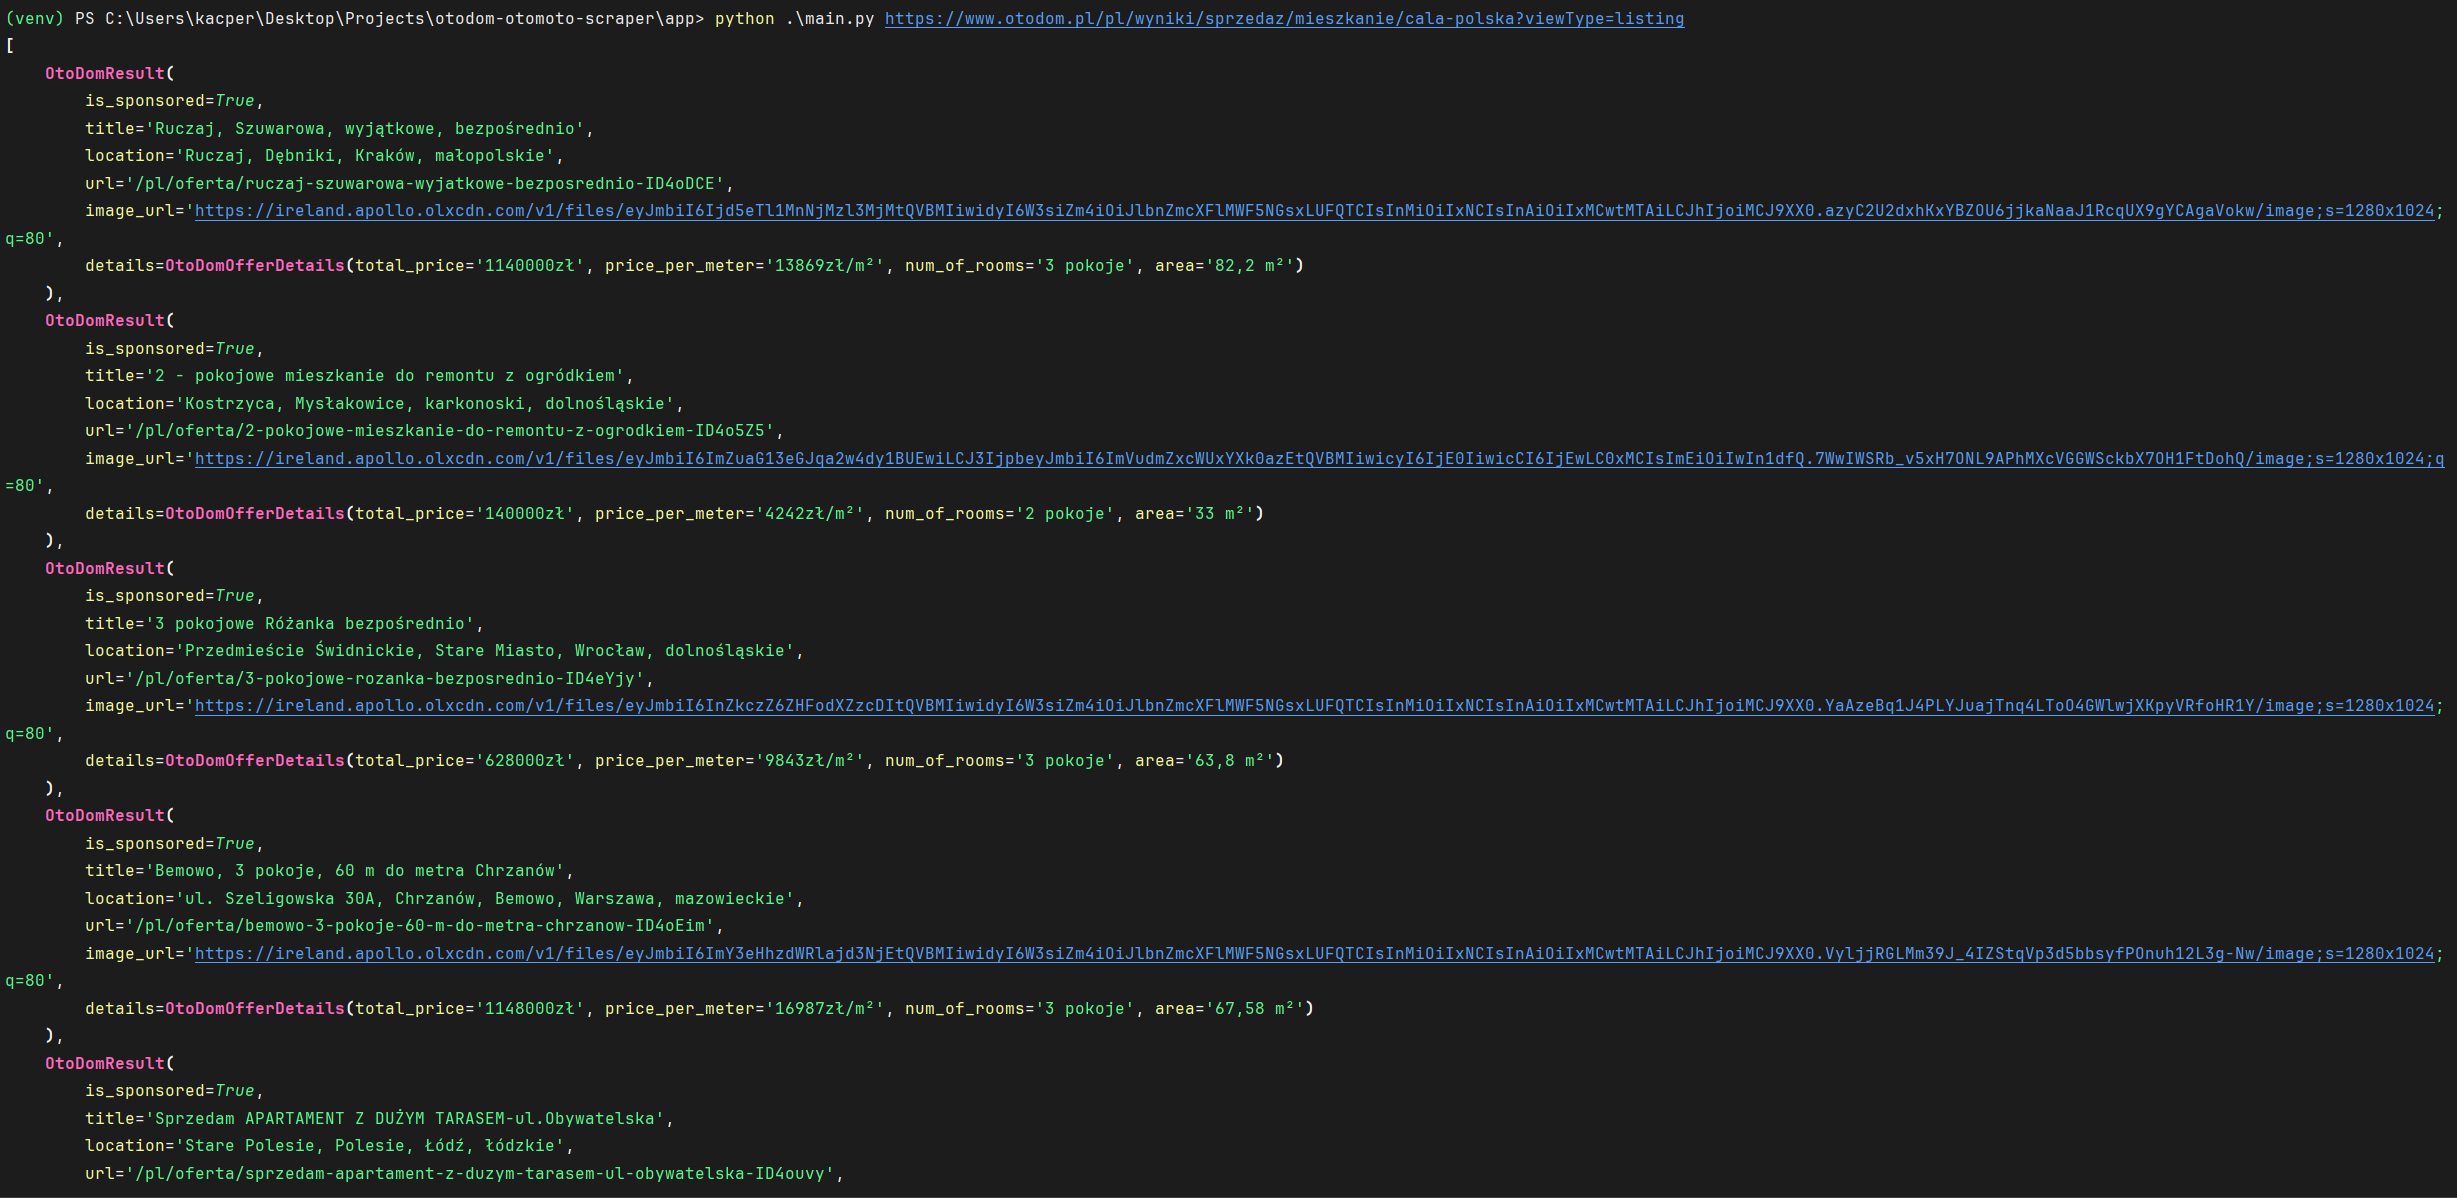 (venv) PS C:\Users\kacper\Desktop\Projects\otodom-otomoto-scraper\app> python .\main.py https://www.otodom.pl/pl/wyniki/sprzedaz/mieszkanie/cala-polska?viewType=listing
[
    OtoDomResult(
        is_sponsored=True,
        title='Ruczaj, Szuwarowa, wyjątkowe, bezpośrednio',
        location='Ruczaj, Dębniki, Kraków, małopolskie',
        url='/pl/oferta/ruczaj-szuwarowa-wyjatkowe-bezposrednio-ID4oDCE',
        image_url='https://ireland.apollo.olxcdn.com/v1/files/eyJmbiI6Ijd5eTl1MnNjMzl3MjMtQVBMIiwidyI6W3siZm4iOiJlbnZmcXFlMWF5NGsxLUFQTCIsInMiOiIxNCIsInAiOiIxMCwtMTAiLCJhIjoiMCJ9XX0.azyC2U2dxhKxYBZOU6jjkaNaaJ1RcqUX9gYCAgaVokw/image;s=1280x1024;
q=80',
        details=OtoDomOfferDetails(total_price='1140000zł', price_per_meter='13869zł/m²', num_of_rooms='3 pokoje', area='82,2 m²')
    ),
    OtoDomResult(
        is_sponsored=True,
        title='2 - pokojowe mieszkanie do remontu z ogródkiem',
        location='Kostrzyca, Mysłakowice, karkonoski, dolnośląskie',
        url='/pl/oferta/2-pokojowe-mieszkanie-do-remontu-z-ogrodkiem-ID4o5Z5',
        image_url='https://ireland.apollo.olxcdn.com/v1/files/eyJmbiI6ImZuaG13eGJqa2w4dy1BUEwiLCJ3IjpbeyJmbiI6ImVudmZxcWUxYXk0azEtQVBMIiwicyI6IjE0IiwicCI6IjEwLC0xMCIsImEiOiIwIn1dfQ.7WwIWSRb_v5xH7ONL9APhMXcVGGWSckbX7OH1FtDohQ/image;s=1280x1024;q
=80',
        details=OtoDomOfferDetails(total_price='140000zł', price_per_meter='4242zł/m²', num_of_rooms='2 pokoje', area='33 m²')
    ),
    OtoDomResult(
        is_sponsored=True,
        title='3 pokojowe Różanka bezpośrednio',
        location='Przedmieście Świdnickie, Stare Miasto, Wrocław, dolnośląskie',
        url='/pl/oferta/3-pokojowe-rozanka-bezposrednio-ID4eYjy',
        image_url='https://ireland.apollo.olxcdn.com/v1/files/eyJmbiI6InZkczZ6ZHFodXZzcDItQVBMIiwidyI6W3siZm4iOiJlbnZmcXFlMWF5NGsxLUFQTCIsInMiOiIxNCIsInAiOiIxMCwtMTAiLCJhIjoiMCJ9XX0.YaAzeBq1J4PLYJuajTnq4LToO4GWlwjXKpyVRfoHR1Y/image;s=1280x1024;
q=80',
        details=OtoDomOfferDetails(total_price='628000zł', price_per_meter='9843zł/m²', num_of_rooms='3 pokoje', area='63,8 m²')
    ),
    OtoDomResult(
        is_sponsored=True,
        title='Bemowo, 3 pokoje, 60 m do metra Chrzanów',
        location='ul. Szeligowska 30A, Chrzanów, Bemowo, Warszawa, mazowieckie',
        url='/pl/oferta/bemowo-3-pokoje-60-m-do-metra-chrzanow-ID4oEim',
        image_url='https://ireland.apollo.olxcdn.com/v1/files/eyJmbiI6ImY3eHhzdWRlajd3NjEtQVBMIiwidyI6W3siZm4iOiJlbnZmcXFlMWF5NGsxLUFQTCIsInMiOiIxNCIsInAiOiIxMCwtMTAiLCJhIjoiMCJ9XX0.VyljjRGLMm39J_4IZStqVp3d5bbsyfPOnuh12L3g-Nw/image;s=1280x1024;
q=80',
        details=OtoDomOfferDetails(total_price='1148000zł', price_per_meter='16987zł/m²', num_of_rooms='3 pokoje', area='67,58 m²')
    ),
    OtoDomResult(
        is_sponsored=True,
        title='Sprzedam APARTAMENT Z DUŻYM TARASEM-ul.Obywatelska',
        location='Stare Polesie, Polesie, Łódź, łódzkie',
        url='/pl/oferta/sprzedam-apartament-z-duzym-tarasem-ul-obywatelska-ID4ouvy',